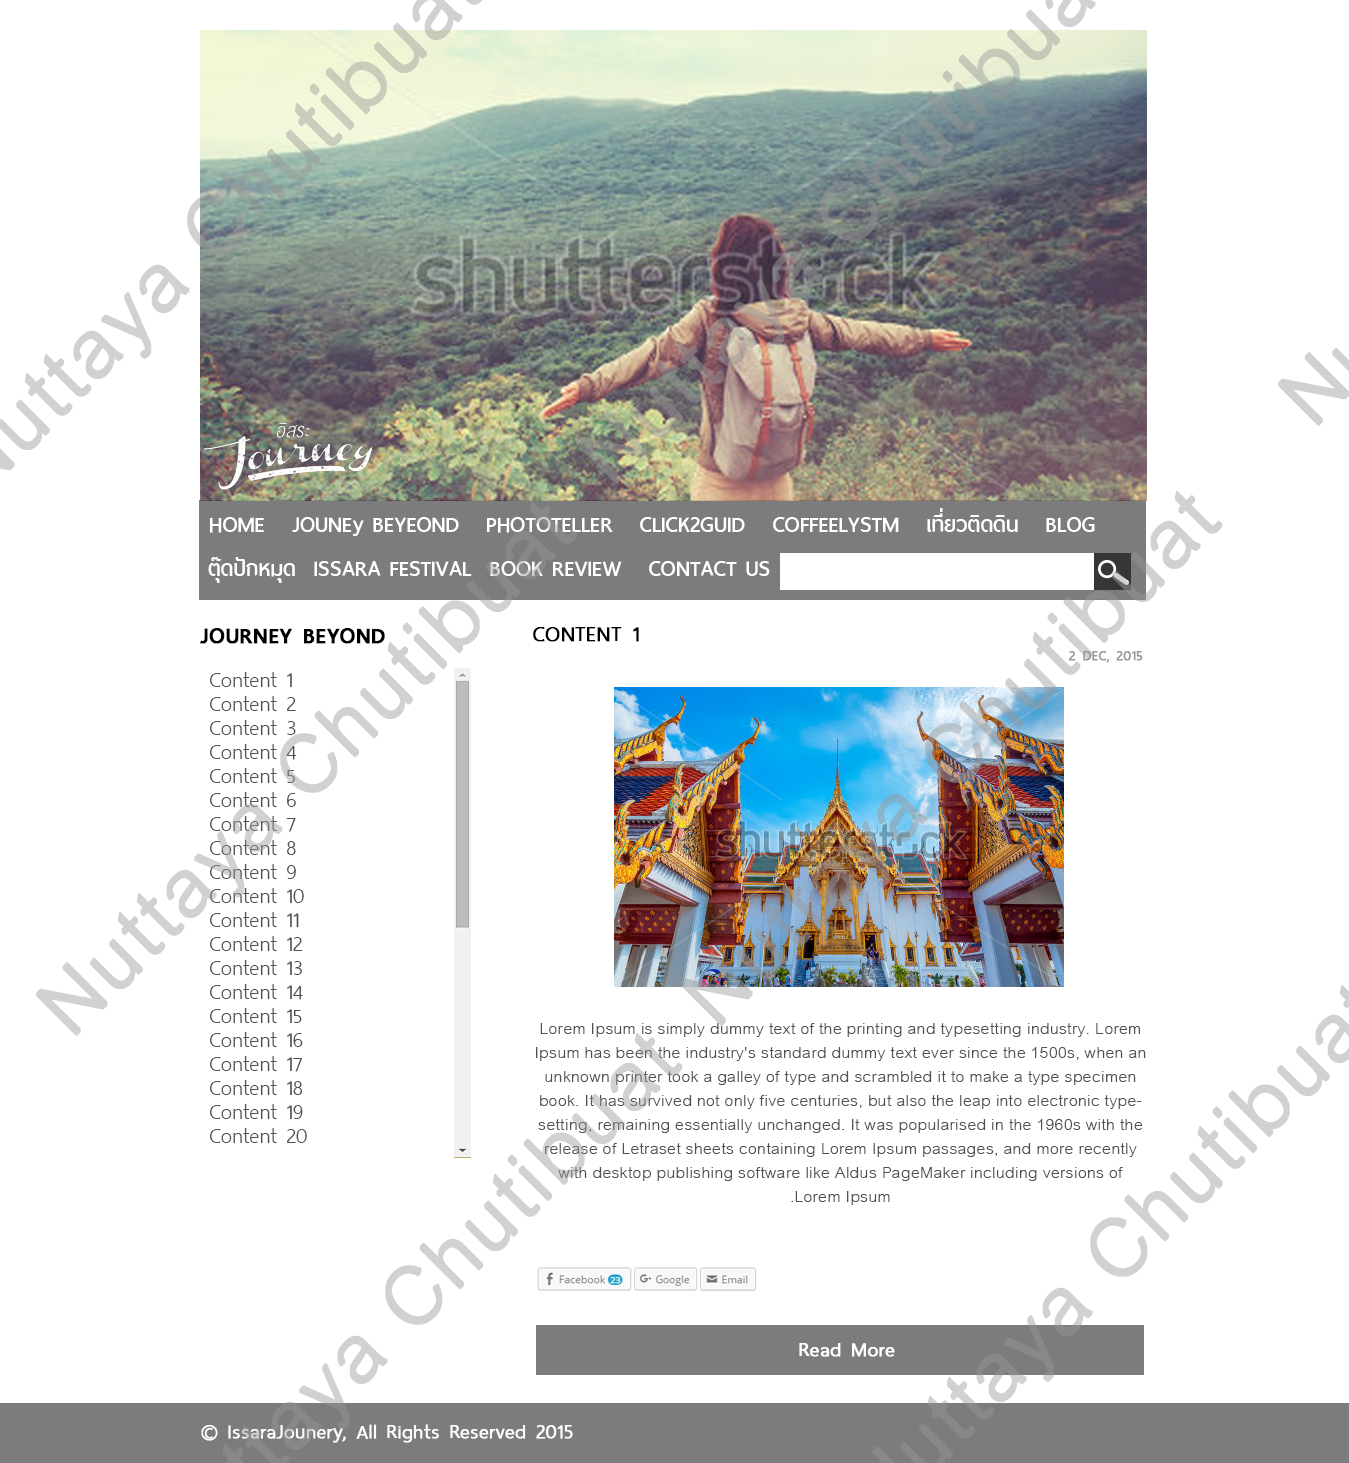 Nuttaya Chutibuat
shutterstock
อิสระ
Journey
HOME JOUNEy BEYEOND PHOTOTELLER CLICK2GUID COFFEELYSTM เที่ยวติดดิน BLOG
ตุ๊ดปักหมุด ISSARA FESTIVAL BOOK REVIEW CONTACT US
JOURNEY BEYOND
Content 1
Content 2
Content 3
Content 4
Content 5
Content 6
Content 7
Content 8
Content 9
Content 10
Content 11
Content 12
Content 13
Content 14
Content 15
Content 16
Content 17
Content 18
Content 19
Content 20
CONTENT 1
2 DEC, 2015
shutterstock
Lorem Ipsum is simply dummy text of the printing and typesetting industry. Lorem
Ipsum has been the industry's standard dummy text ever since the 1500s, when an
unknown printer took a galley of type and scrambled it to make a type specimen
book. It has survived not only five centuries, but also the leap into electronic type-
setting, remaining essentially unchanged. It was popularised in the 1960s with the
release of Letraset sheets containing Lorem Ipsum passages, and more recently
with desktop publishing software like Aldus PageMaker including versions of
.Lorem Ipsum
Facebook 23 Google Email
Read More
© IssaraJounery, All Rights Reserved 2015